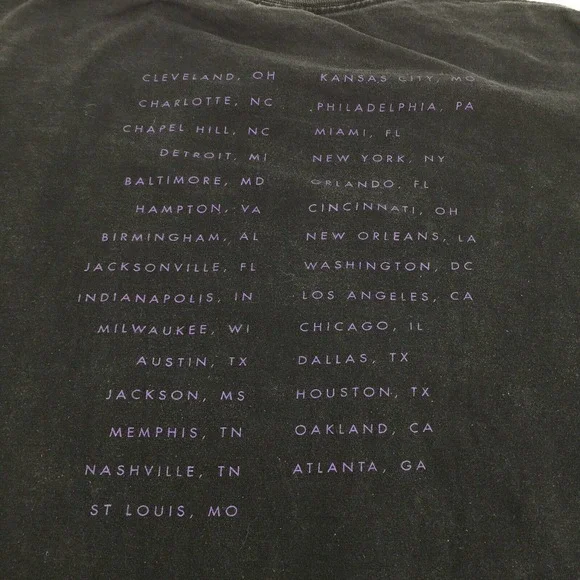 CLEVELAND, OH
CHARLOTTE, NC
CHAPEL HILL, NC
DETROIT, MI
BALTIMORE, MD
HAMPTON, VA
BIRMINGHAM, AL
JACKSONVILLE, FL
INDIANAPOLIS, IN
MILWAUKEE, WI
AUSTIN, TX
JACKSON, MS
MEMPHIS, TN
NASHVILLE, TN
ST LOUIS, MO
KANSAS CITY, MO
PHILADELPHIA, PA
MIAMI, FL
NEW YORK, NY
ORLANDO, FL
CINCINNATI, OH
NEW ORLEANS, LA
WASHINGTON, DC
LOS ANGELES, CA
CHICAGO, IL
DALLAS, TX
HOUSTON, TX
OAKLAND, CA
ATLANTA, GA